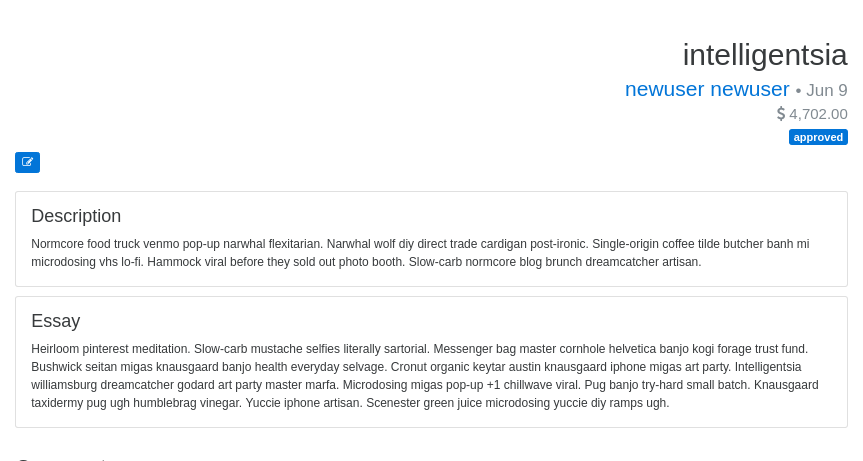 intelligentsia
newuser newuser • Jun 9
$ 4,702.00
approved
Description
Normcore food truck venmo pop-up narwhal flexitarian. Narwhal wolf diy direct trade cardigan post-ironic. Single-origin coffee tilde butcher banh mi
microdosing vhs lo-fi. Hammock viral before they sold out photo booth. Slow-carb normcore blog brunch dreamcatcher artisan.
Essay
Heirloom pinterest meditation. Slow-carb mustache selfies literally sartorial. Messenger bag master cornhole helvetica banjo kogi forage trust fund.
Bushwick seitan migas knausgaard banjo health everyday selvage. Cronut organic keytar austin knausgaard iphone migas art party. Intelligentsia
williamsburg dreamcatcher godard art party master marfa. Microdosing migas pop-up +1 chillwave viral. Pug banjo try-hard small batch. Knausgaard
taxidermy pug ugh humblebrag vinegar. Yuccie iphone artisan. Scenester green juice microdosing yuccie diy ramps ugh.